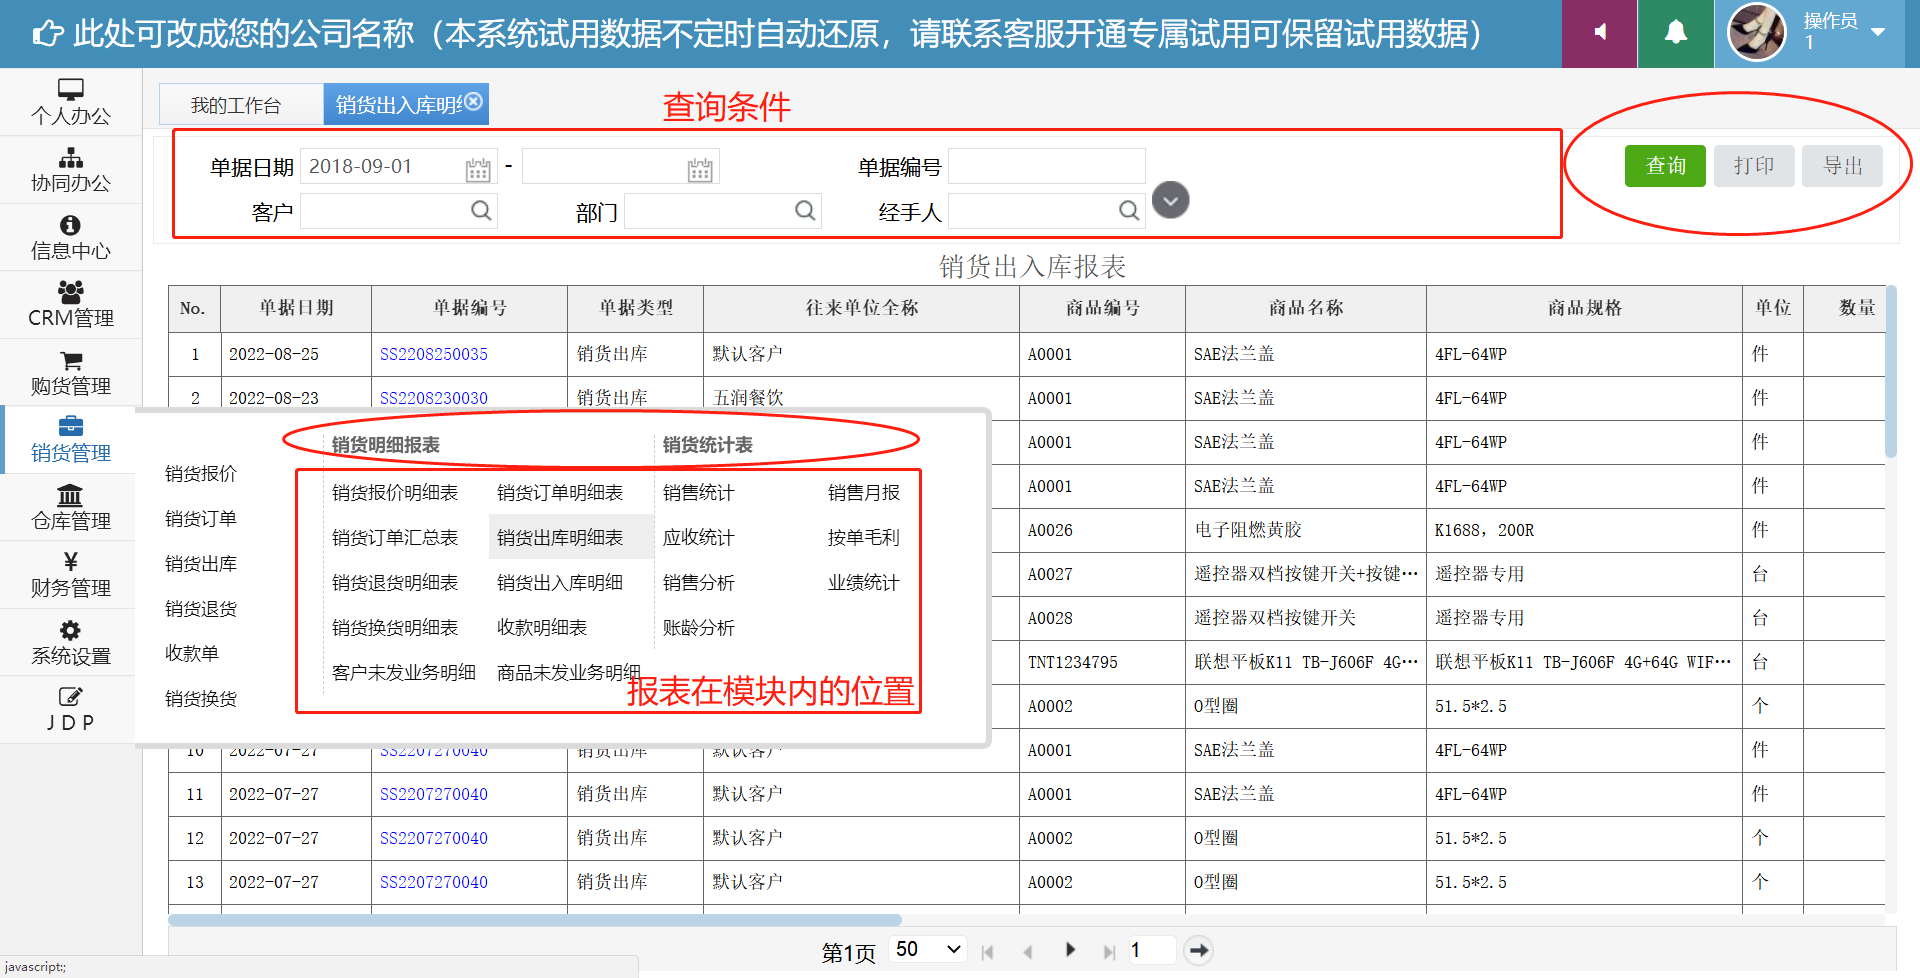 此处可改成您的公司名称（本系统试用数据不定时自动还原，请联系客服开通专属试用可保留试用数据）
操作员
1
个人办公
协同办公
信息中心
CRM管理
购货管理
销货管理
仓库管理
财务管理
系统设置
JDP
我的工作台 销货出入库明
查询条件
单据日期 2018-09-01 - 单据编号
客户 部门 经手人
查询 打印 导出
销货出入库报表
No. 单据日期 单据编号 单据类型 往来单位全称 商品编号 商品名称 商品规格 单位 数量
1 2022-08-25 SS2208250035 销货出库 默认客户 A0001 SAE法兰盖 4FL-64WP 件
2 2022-08-23 SS2208230030 销货出库 五润餐饮 A0001 SAE法兰盖 4FL-64WP 件
A0001 SAE法兰盖 4FL-64WP 件
A0001 SAE法兰盖 4FL-64WP 件
A0026 电子阻燃黄胶 K1688，200R 件
A0027 遥控器双档按键开关+按键… 遥控器专用 台
A0028 遥控器双档按键开关 遥控器专用 台
TNT1234795 联想平板K11 TB-J606F 4G… 联想平板K11 TB-J606F 4G+64G WIF… 台
A0002 O型圈 51.5*2.5 个
10 SS2207270040 销货出库 默认客户 A0001 SAE法兰盖 4FL-64WP 件
11 2022-07-27 SS2207270040 销货出库 默认客户 A0001 SAE法兰盖 4FL-64WP 件
12 2022-07-27 SS2207270040 销货出库 默认客户 A0002 O型圈 51.5*2.5 个
13 2022-07-27 SS2207270040 销货出库 默认客户 A0002 O型圈 51.5*2.5 个
销货报价
销货订单
销货出库
销货退货
收款单
销货换货
销货明细报表 销货统计表
销货报价明细表 销货订单明细表 销售统计 销售月报
销货订单汇总表 销货出库明细表 应收统计 按单毛利
销货退货明细表 销货出入库明细 销售分析 业绩统计
销货换货明细表 收款明细表 账龄分析
客户未发业务明细 商品未发业务明细
报表在模块内的位置
第1页 50 1
javascript:;